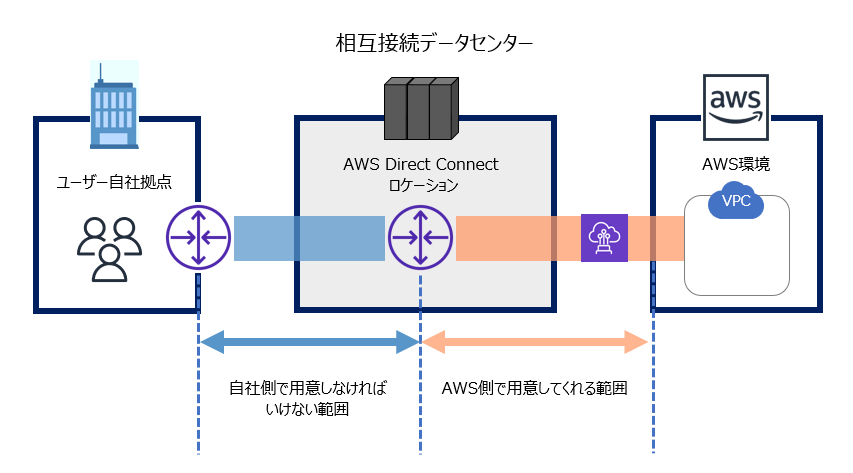 相互接続データセンター
aws
AWS Direct Connect
ロケーション
ユーザー自社拠点
AWS環境
VPC
自社側で用意しなければ
いけない範囲
AWS側で用意してくれる範囲